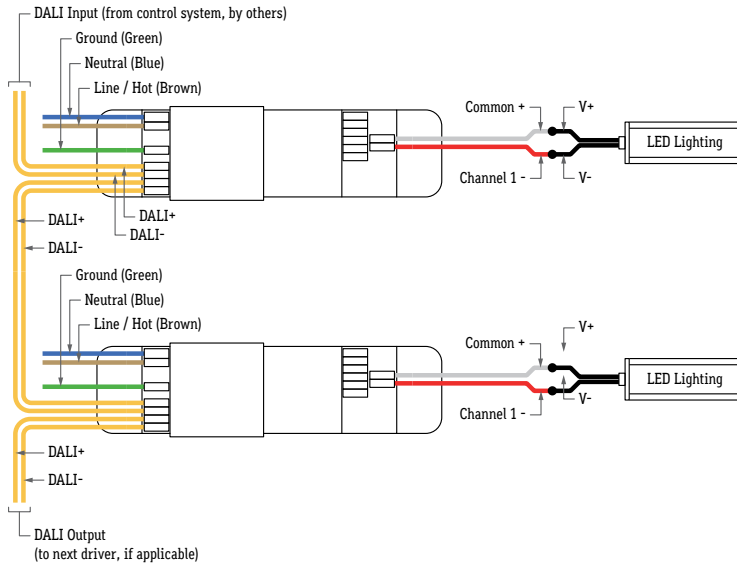 DALI Input (from control system, by others)
Ground (Green)
Neutral (Blue)
Line / Hot (Brown)
Common +
V+
LED Lighting
Channel 1 -
V-
DALI+
DALI-
DALI+
DALI-
Ground (Green)
Neutral (Blue)
Line / Hot (Brown)
Common +
V+
LED Lighting
V-
Channel 1 -
DALI+
DALI-
DALI Output
(to next driver, if applicable)